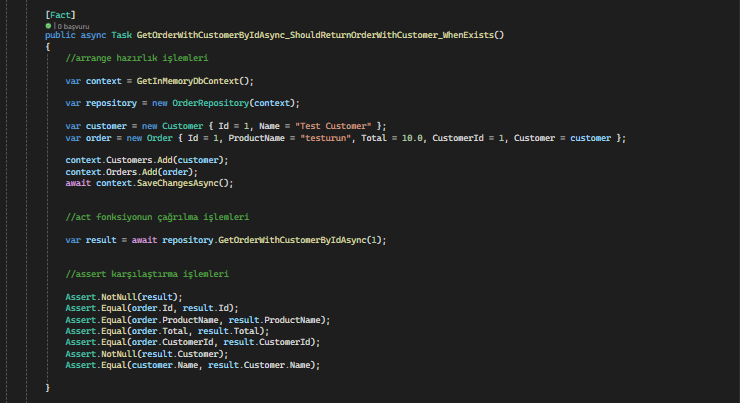 [Fact]
| 0 başvuru
public async Task GetOrderWithCustomerByIdAsync_ShouldReturnOrderWithCustomer_WhenExists()
{
//arrange hazırlık işlemleri
var context = GetInMemoryDbContext();
var repository = new OrderRepository(context);
var customer = new Customer { Id = 1, Name = "Test Customer" };
var order = new Order { Id = 1, ProductName = "testurun", Total = 10.0, CustomerId = 1, Customer = customer };
context.Customers.Add(customer);
context.Orders.Add(order);
await context.SaveChangesAsync();
//act fonksiyonun çağrılma işlemleri
var result = await repository.GetOrderWithCustomerByIdAsync(1);
//assert karşılaştırma işlemleri
Assert.NotNull(result);
Assert.Equal(order.Id, result.Id);
Assert.Equal(order.ProductName, result.ProductName);
Assert.Equal(order.Total, result.Total);
Assert.Equal(order.CustomerId, result.CustomerId);
Assert.NotNull(result.Customer);
Assert.Equal(customer.Name, result.Customer.Name);
}